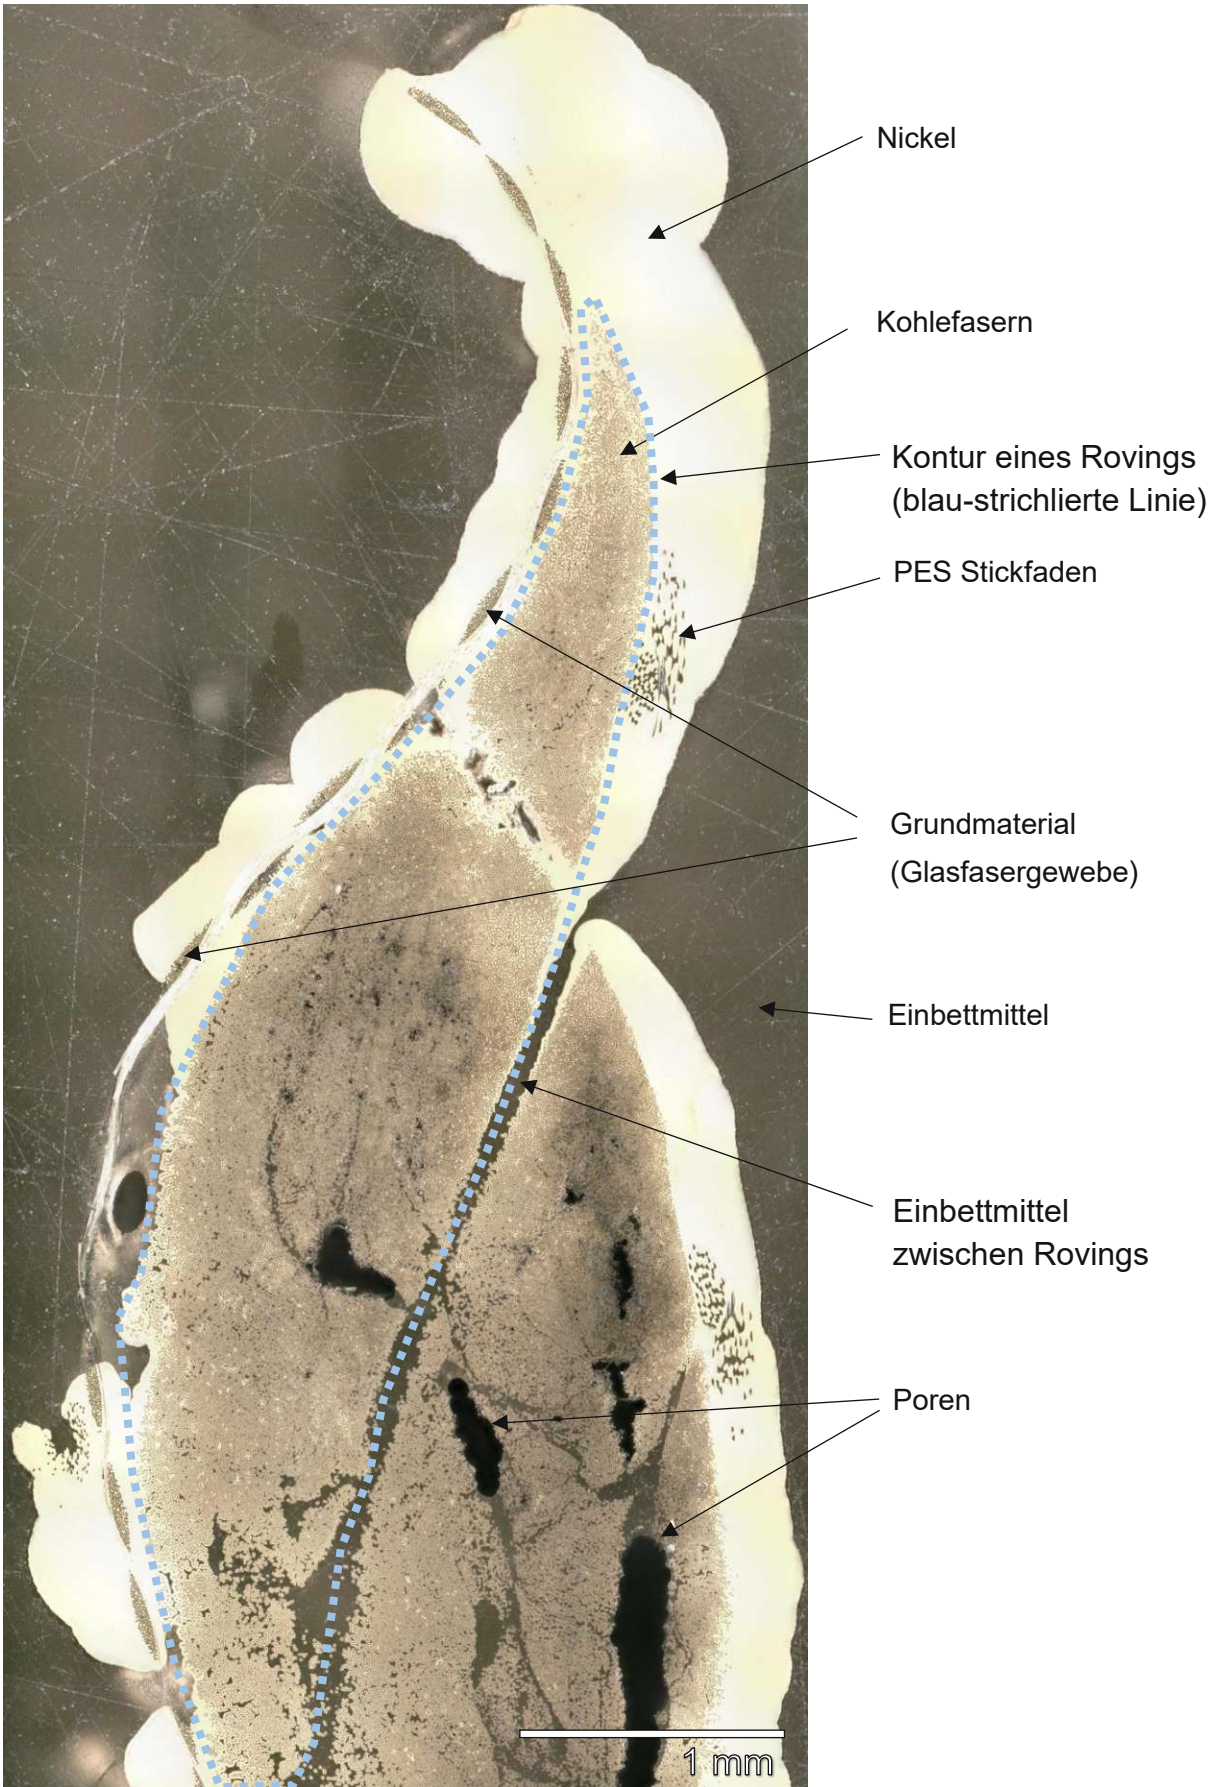 Nickel
Kohlefasern
Kontur eines Rovings
(blau-strichlierte Linie)
PES Stickfaden
Grundmaterial
(Glasfasergewebe)
Einbettmittel
Einbettmittel
zwischen Rovings
Poren
1 mm